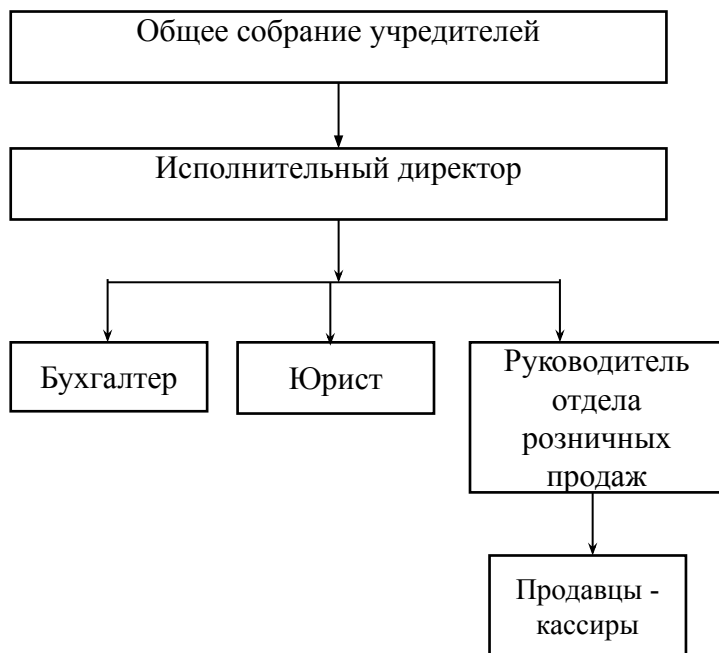 Общее собрание учредителей
Исполнительный директор
Бухгалтер
Юрист
Руководитель
отдела
розничных
продаж
Продавцы -
кассиры